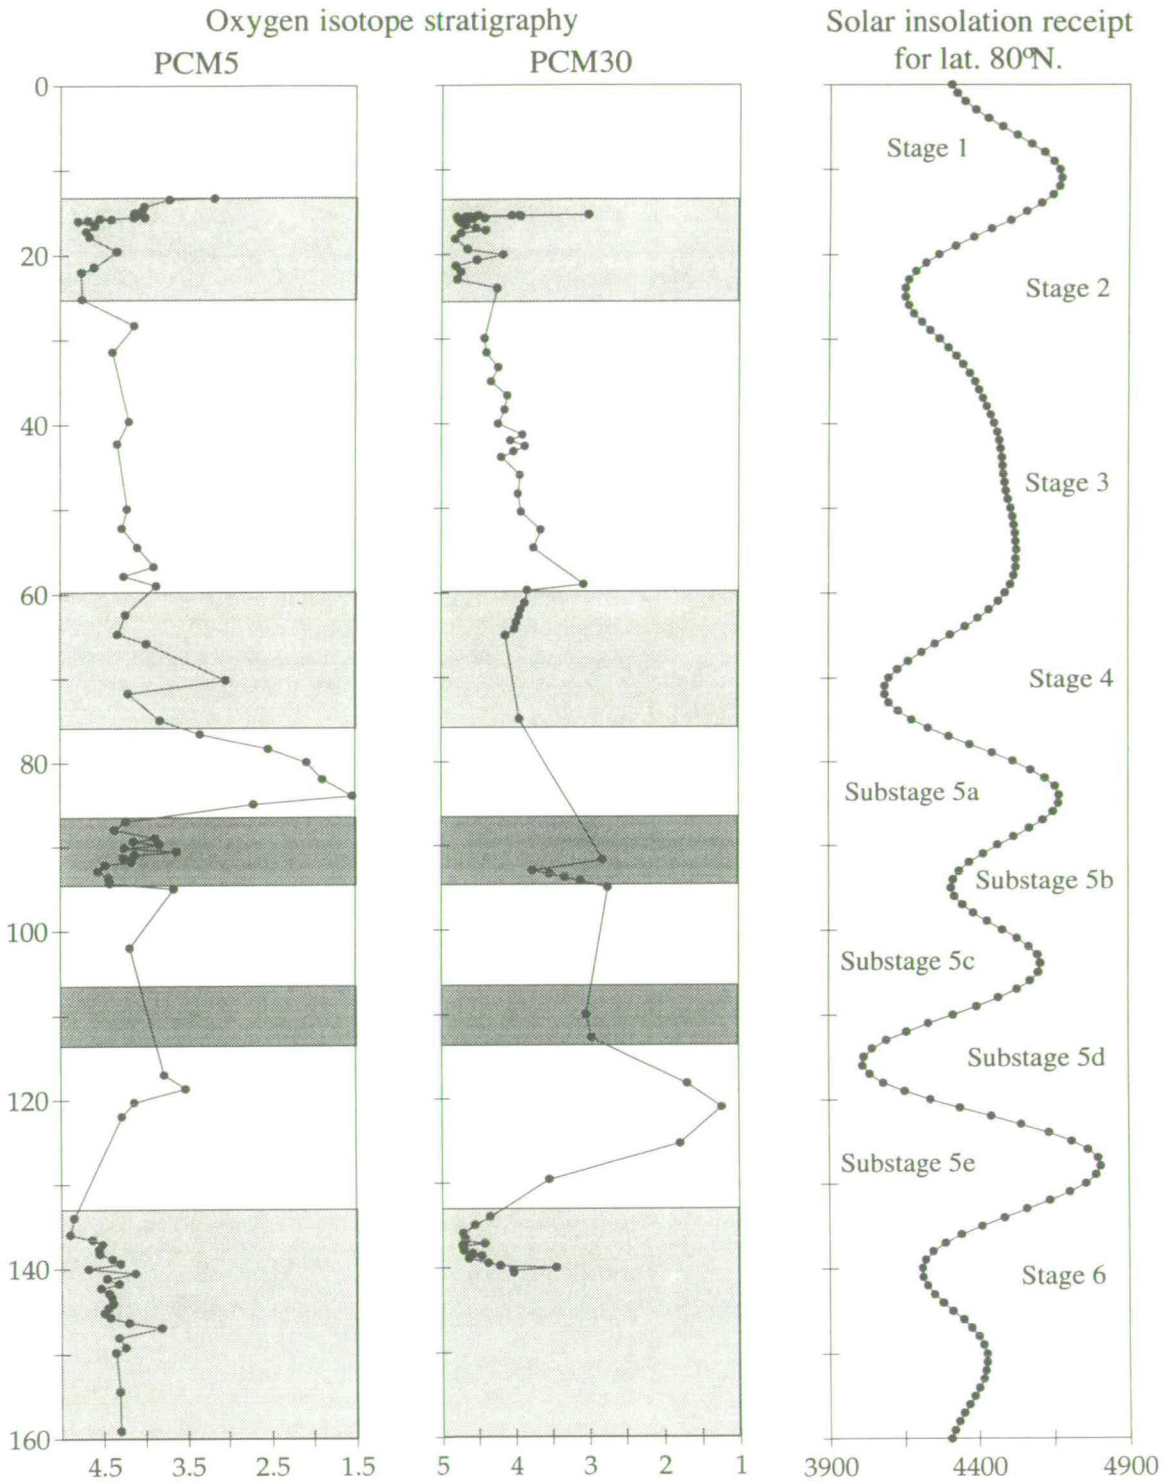 Oxygen isotope stratigraphy
Solar insolation receipt
for lat. 80°N.
PCM5
PCM30
0
20
40
60
80
100
120
140
160
4.5 3.5 2.5 1.5
5 4 3 2 1
Stage 1
Stage 2
Stage 3
Stage 4
Substage 5a
Substage 5b
Substage 5c
Substage 5d
Substage 5e
Stage 6
3900 4400 4900